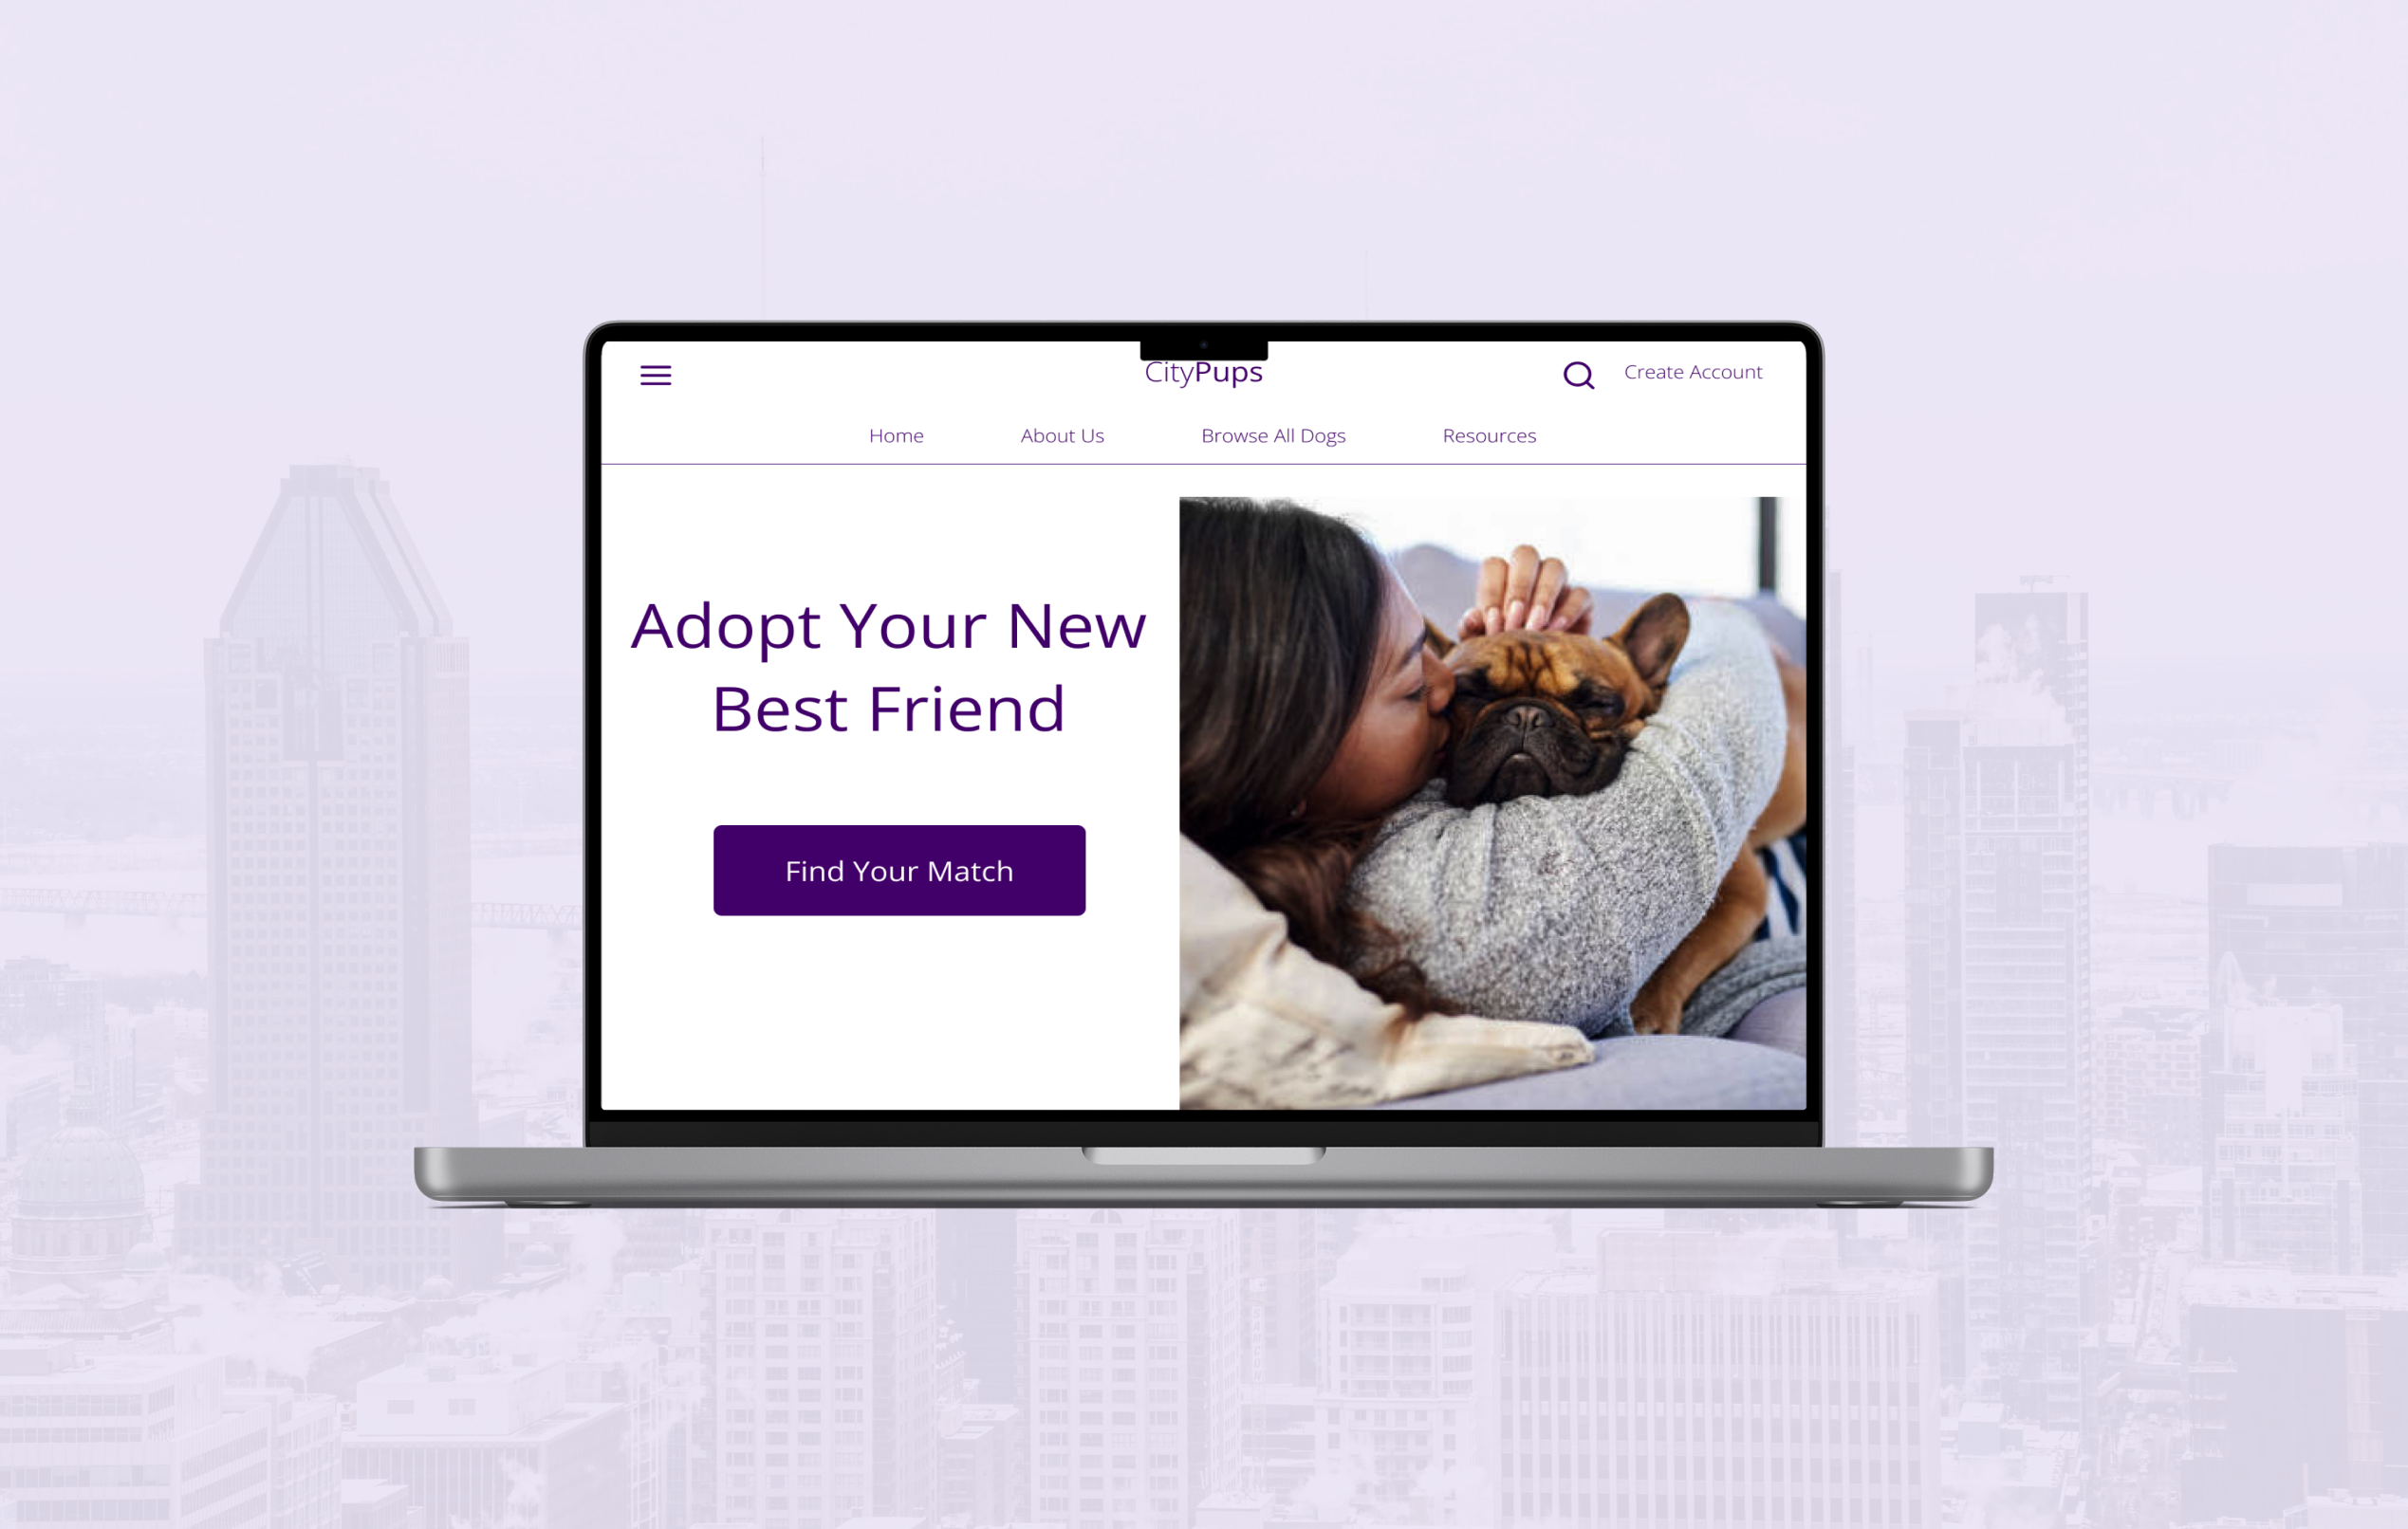 CityPups
Create Account
Home About Us Browse All Dogs Resources
Adopt Your New
Best Friend
Find Your Match